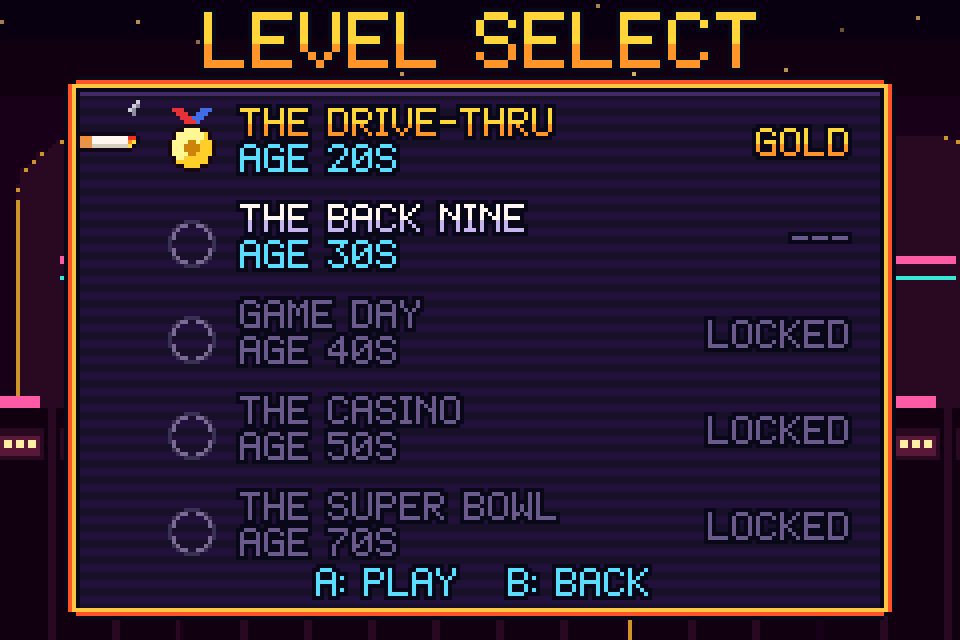 LEVEL SELECT
THE DRIVE-THRU
AGE 20S
GOLD
THE BACK NINE
AGE 30S
---
GAME DAY
AGE 40S
LOCKED
THE CASINO
AGE 50S
LOCKED
THE SUPER BOWL
AGE 70S
LOCKED
A: PLAY B: BACK